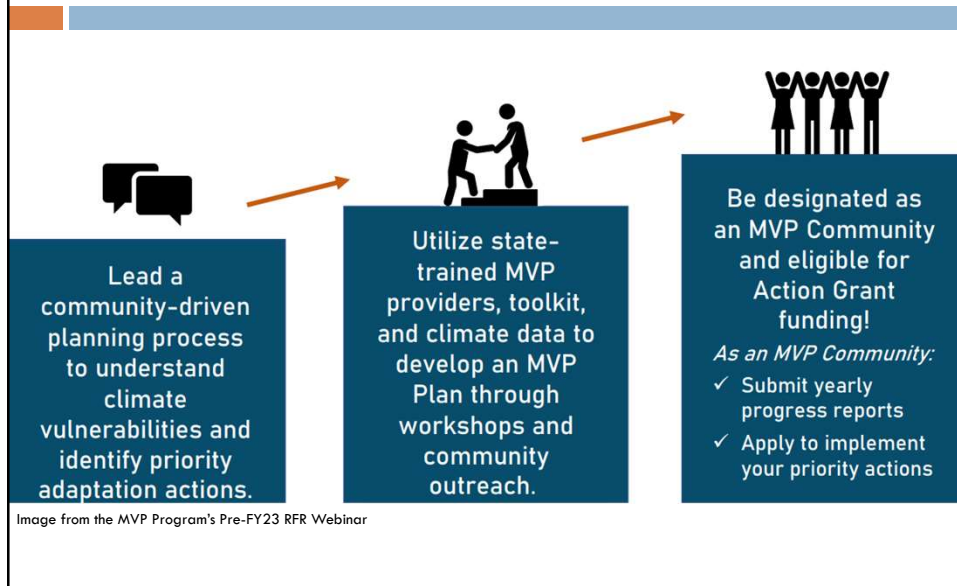 Lead a
community-driven
planning process
to understand
climate
vulnerabilities and
identify priority
adaptation actions.
Utilize state-
trained MVP
providers, toolkit,
and climate data to
develop an MVP
Plan through
workshops and
community
outreach.
Be designated as
an MVP Community
and eligible for
Action Grant
funding!
As an MVP Community:
✓ Submit yearly
progress reports
✓ Apply to implement
your priority actions
Image from the MVP Program's Pre-FY23 RFR Webinar